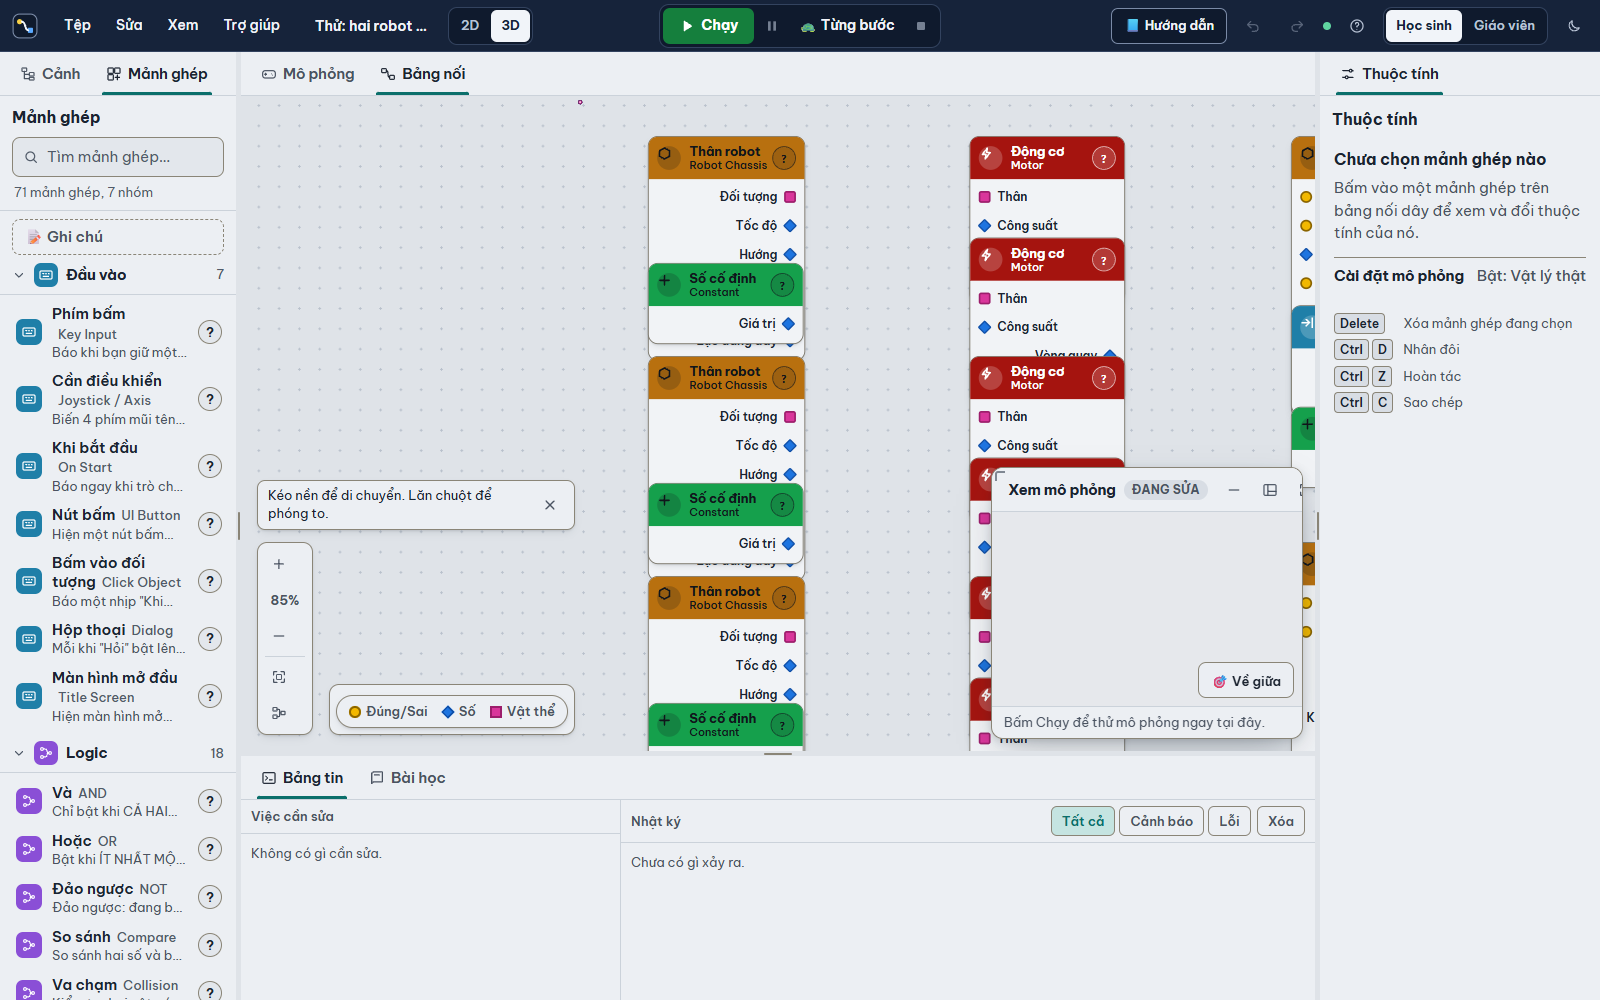 Tệp
Sửa
Xem
Trợ giúp
Thử: hai robot ...
2D
3D
Chạy
Từng bước
Hướng dẫn
Học sinh
Giáo viên
Cảnh
Mảnh ghép
Mô phỏng
Bảng nối
Thuộc tính
Mảnh ghép
Tìm mảnh ghép...
71 mảnh ghép, 7 nhóm
Ghi chú
Đầu vào
7
Phím bấm
Key Input
Báo khi bạn giữ một...
?
Cần điều khiển
Joystick / Axis
Biến 4 phím mũi tên...
?
Khi bắt đầu
On Start
Báo ngay khi trò ch...
?
Nút bấm UI Button
Hiện một nút bấm...
?
Bấm vào đối
tượng Click Object
Báo một nhịp "Khi...
?
Hộp thoại Dialog
Mỗi khi "Hỏi" bật lên...
?
Màn hình mở đầu
Title Screen
Hiện màn hình mở...
?
Logic
18
Và AND
Chỉ bật khi CẢ HAI...
?
Hoặc OR
Bật khi ÍT NHẤT MỘ...
?
Đảo ngược NOT
Đảo ngược: đang b...
?
So sánh Compare
So sánh hai số và b...
?
Va chạm Collision
?
Thân robot
Robot Chassis
?
Đối tượng
Tốc độ
Hướng
Số cố định
Constant
?
Giá trị
Thân robot
Robot Chassis
?
Đối tượng
Tốc độ
Hướng
Số cố định
Constant
?
Giá trị
Thân robot
Robot Chassis
?
Đối tượng
Tốc độ
Hướng
Số cố định
Constant
?
Động cơ
Motor
?
Thân
Công suất
Động cơ
Motor
?
Thân
Công suất
Vòng quay
Động cơ
Motor
?
Thân
Công suất
Thân
K
Kéo nền để di chuyển. Lăn chuột để
phóng to.
85%
Đúng/Sai
Số
Vật thể
Xem mô phỏng
ĐANG SỬA
Về giữa
Bấm Chạy để thử mô phỏng ngay tại đây.
Bảng tin
Bài học
Việc cần sửa
Không có gì cần sửa.
Nhật ký
Tất cả
Cảnh báo
Lỗi
Xóa
Chưa có gì xảy ra.
Thuộc tính
Chưa chọn mảnh ghép nào
Bấm vào một mảnh ghép trên
bảng nối dây để xem và đổi thuộc
tính của nó.
Cài đặt mô phỏng
Bật: Vật lý thật
Delete Xóa mảnh ghép đang chọn
Ctrl D Nhân đôi
Ctrl Z Hoàn tác
Ctrl C Sao chép